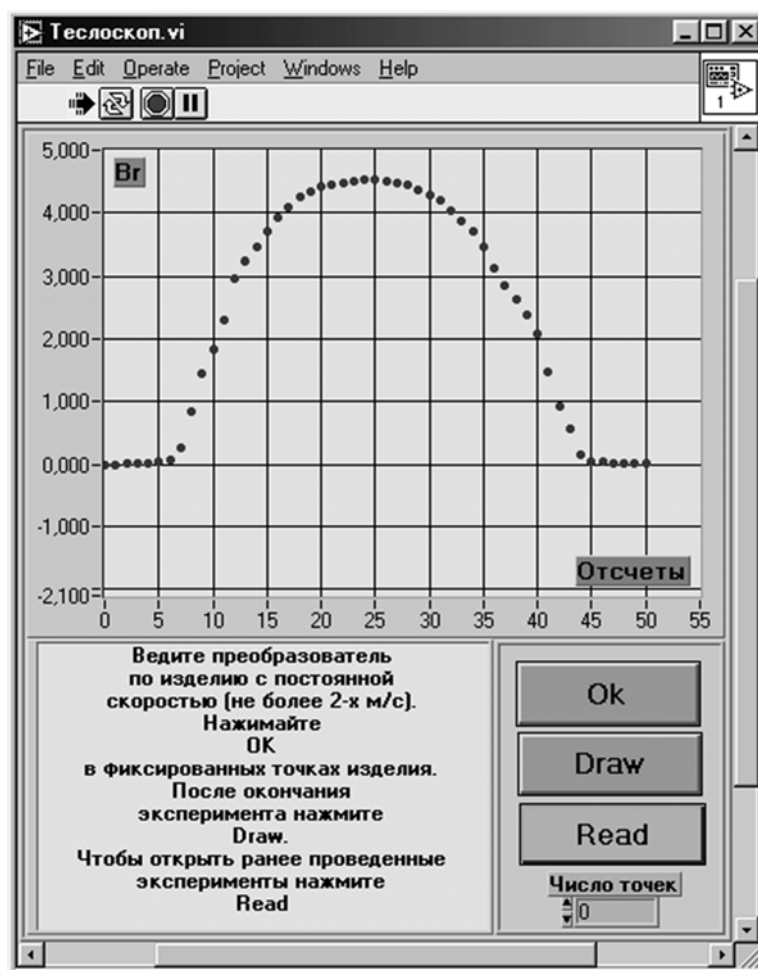 Теслоскоп.vi
File Edit Operate Project Windows Help
1
5,000
4,000
3,000
2,000
1,000
0,000
-1,000
-2,100
Br
Отсчеты
0 5 10 15 20 25 30 35 40 45 50 55
Ведите преобразователь
по изделию с постоянной
скоростью (не более 2-х м/с).
Нажимайте
OK
в фиксированных точках изделия.
После окончания
эксперимента нажмите
Draw.
Чтобы открыть ранее проведенные
эксперименты нажмите
Read
Ok
Draw
Read
Число точек
0